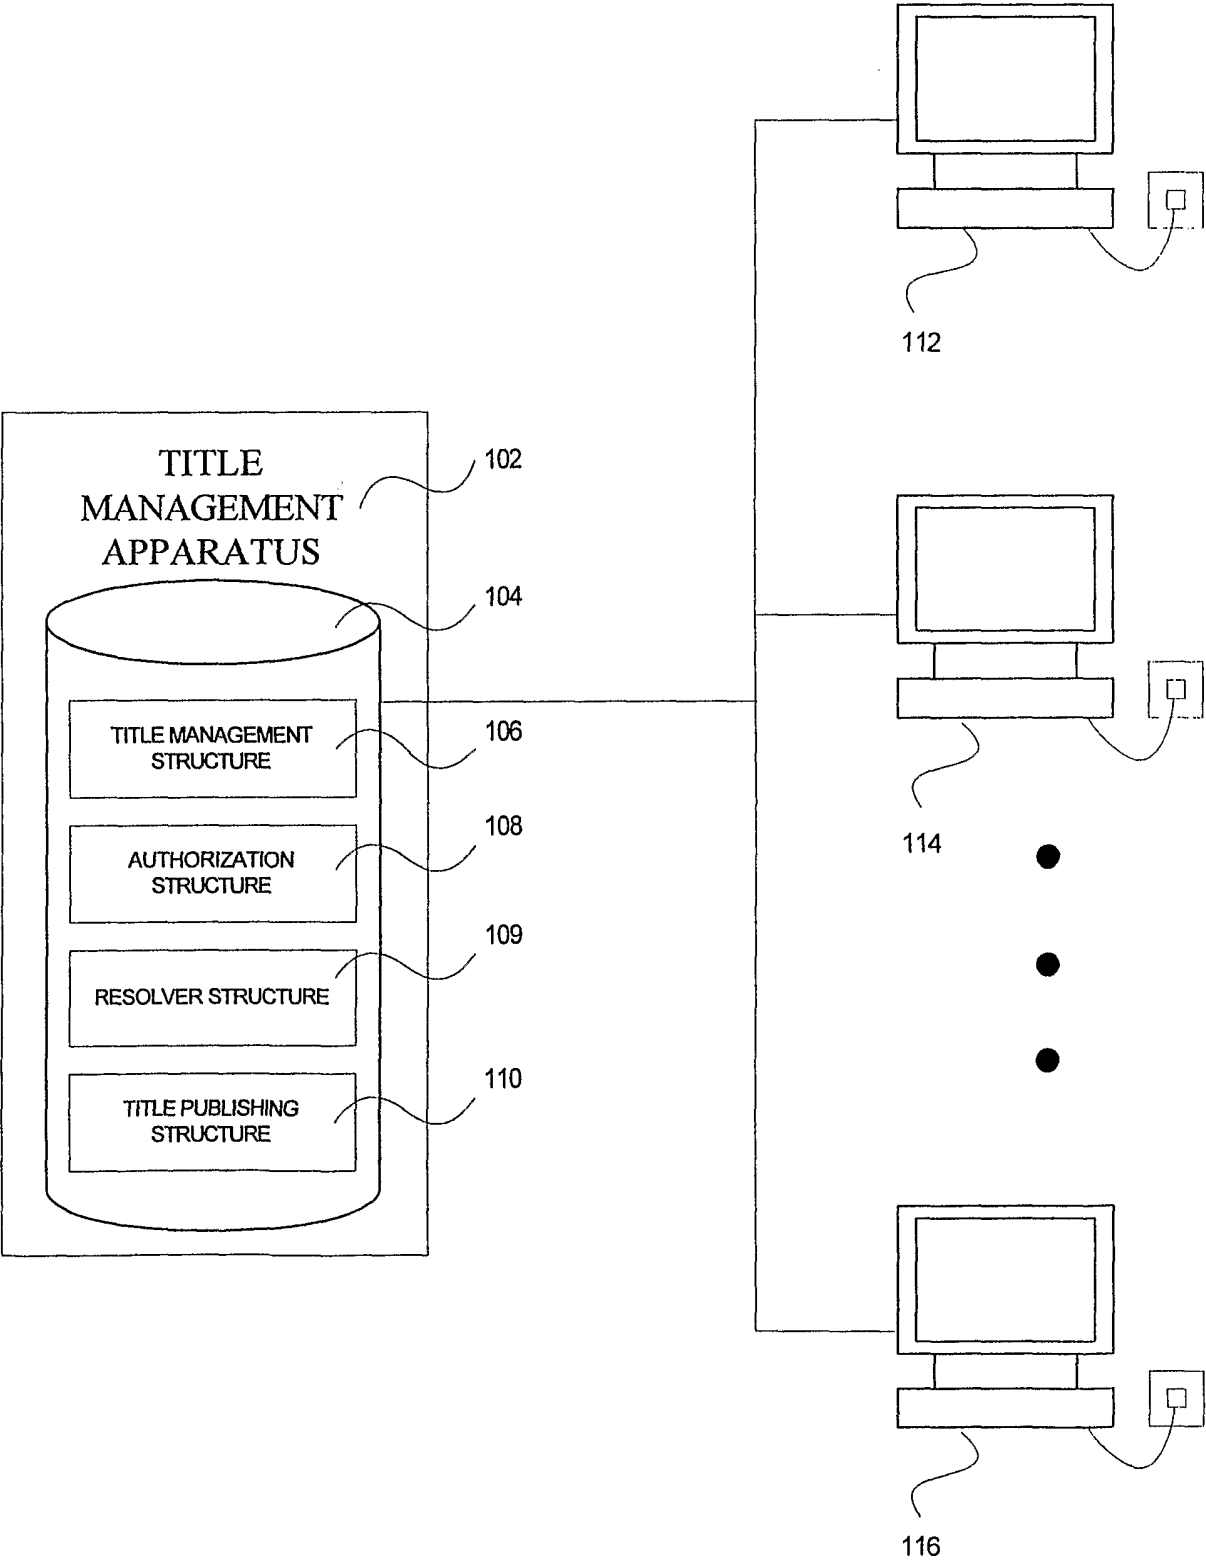 112
TITLE
MANAGEMENT
APPARATUS
102
104
TITLE MANAGEMENT
STRUCTURE
106
AUTHORIZATION
STRUCTURE
108
RESOLVER STRUCTURE
109
TITLE PUBLISHING
STRUCTURE
110
114
116